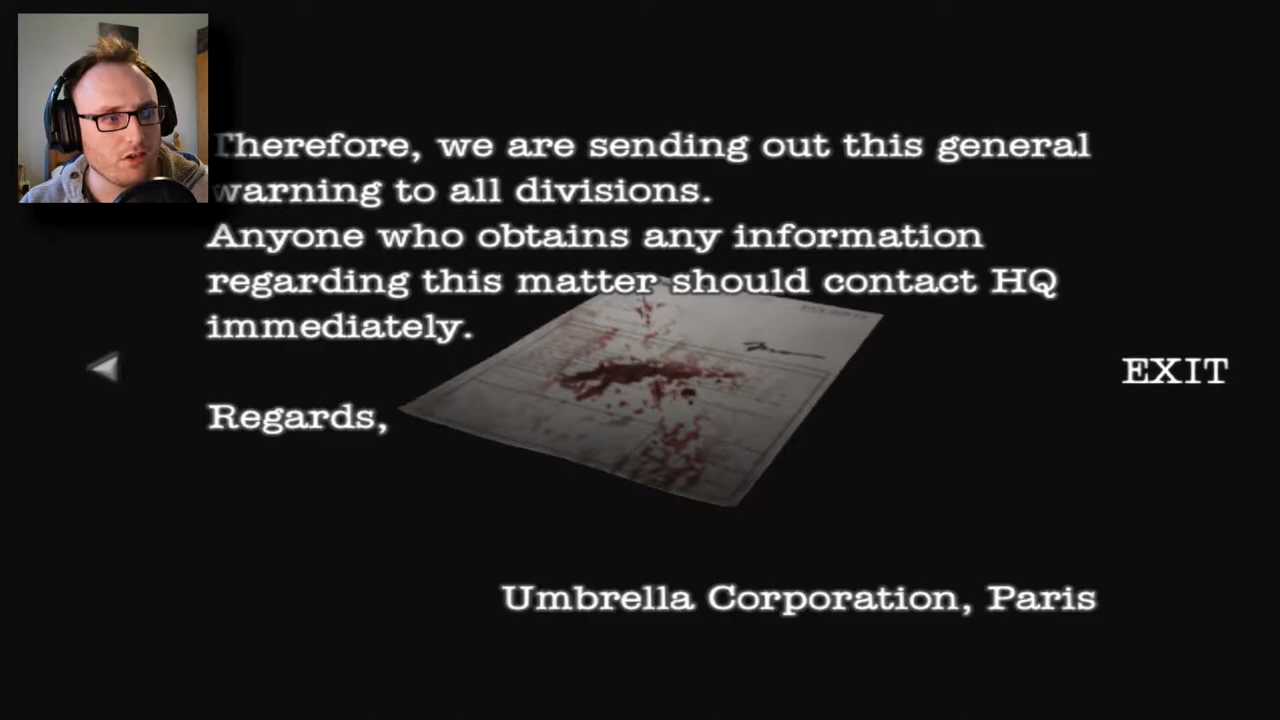 Therefore, we are sending out this general
warning to all divisions.
Anyone who obtains any information
regarding this matter should contact HQ
immediately.
EXIT
Regards,
Umbrella Corporation, Paris